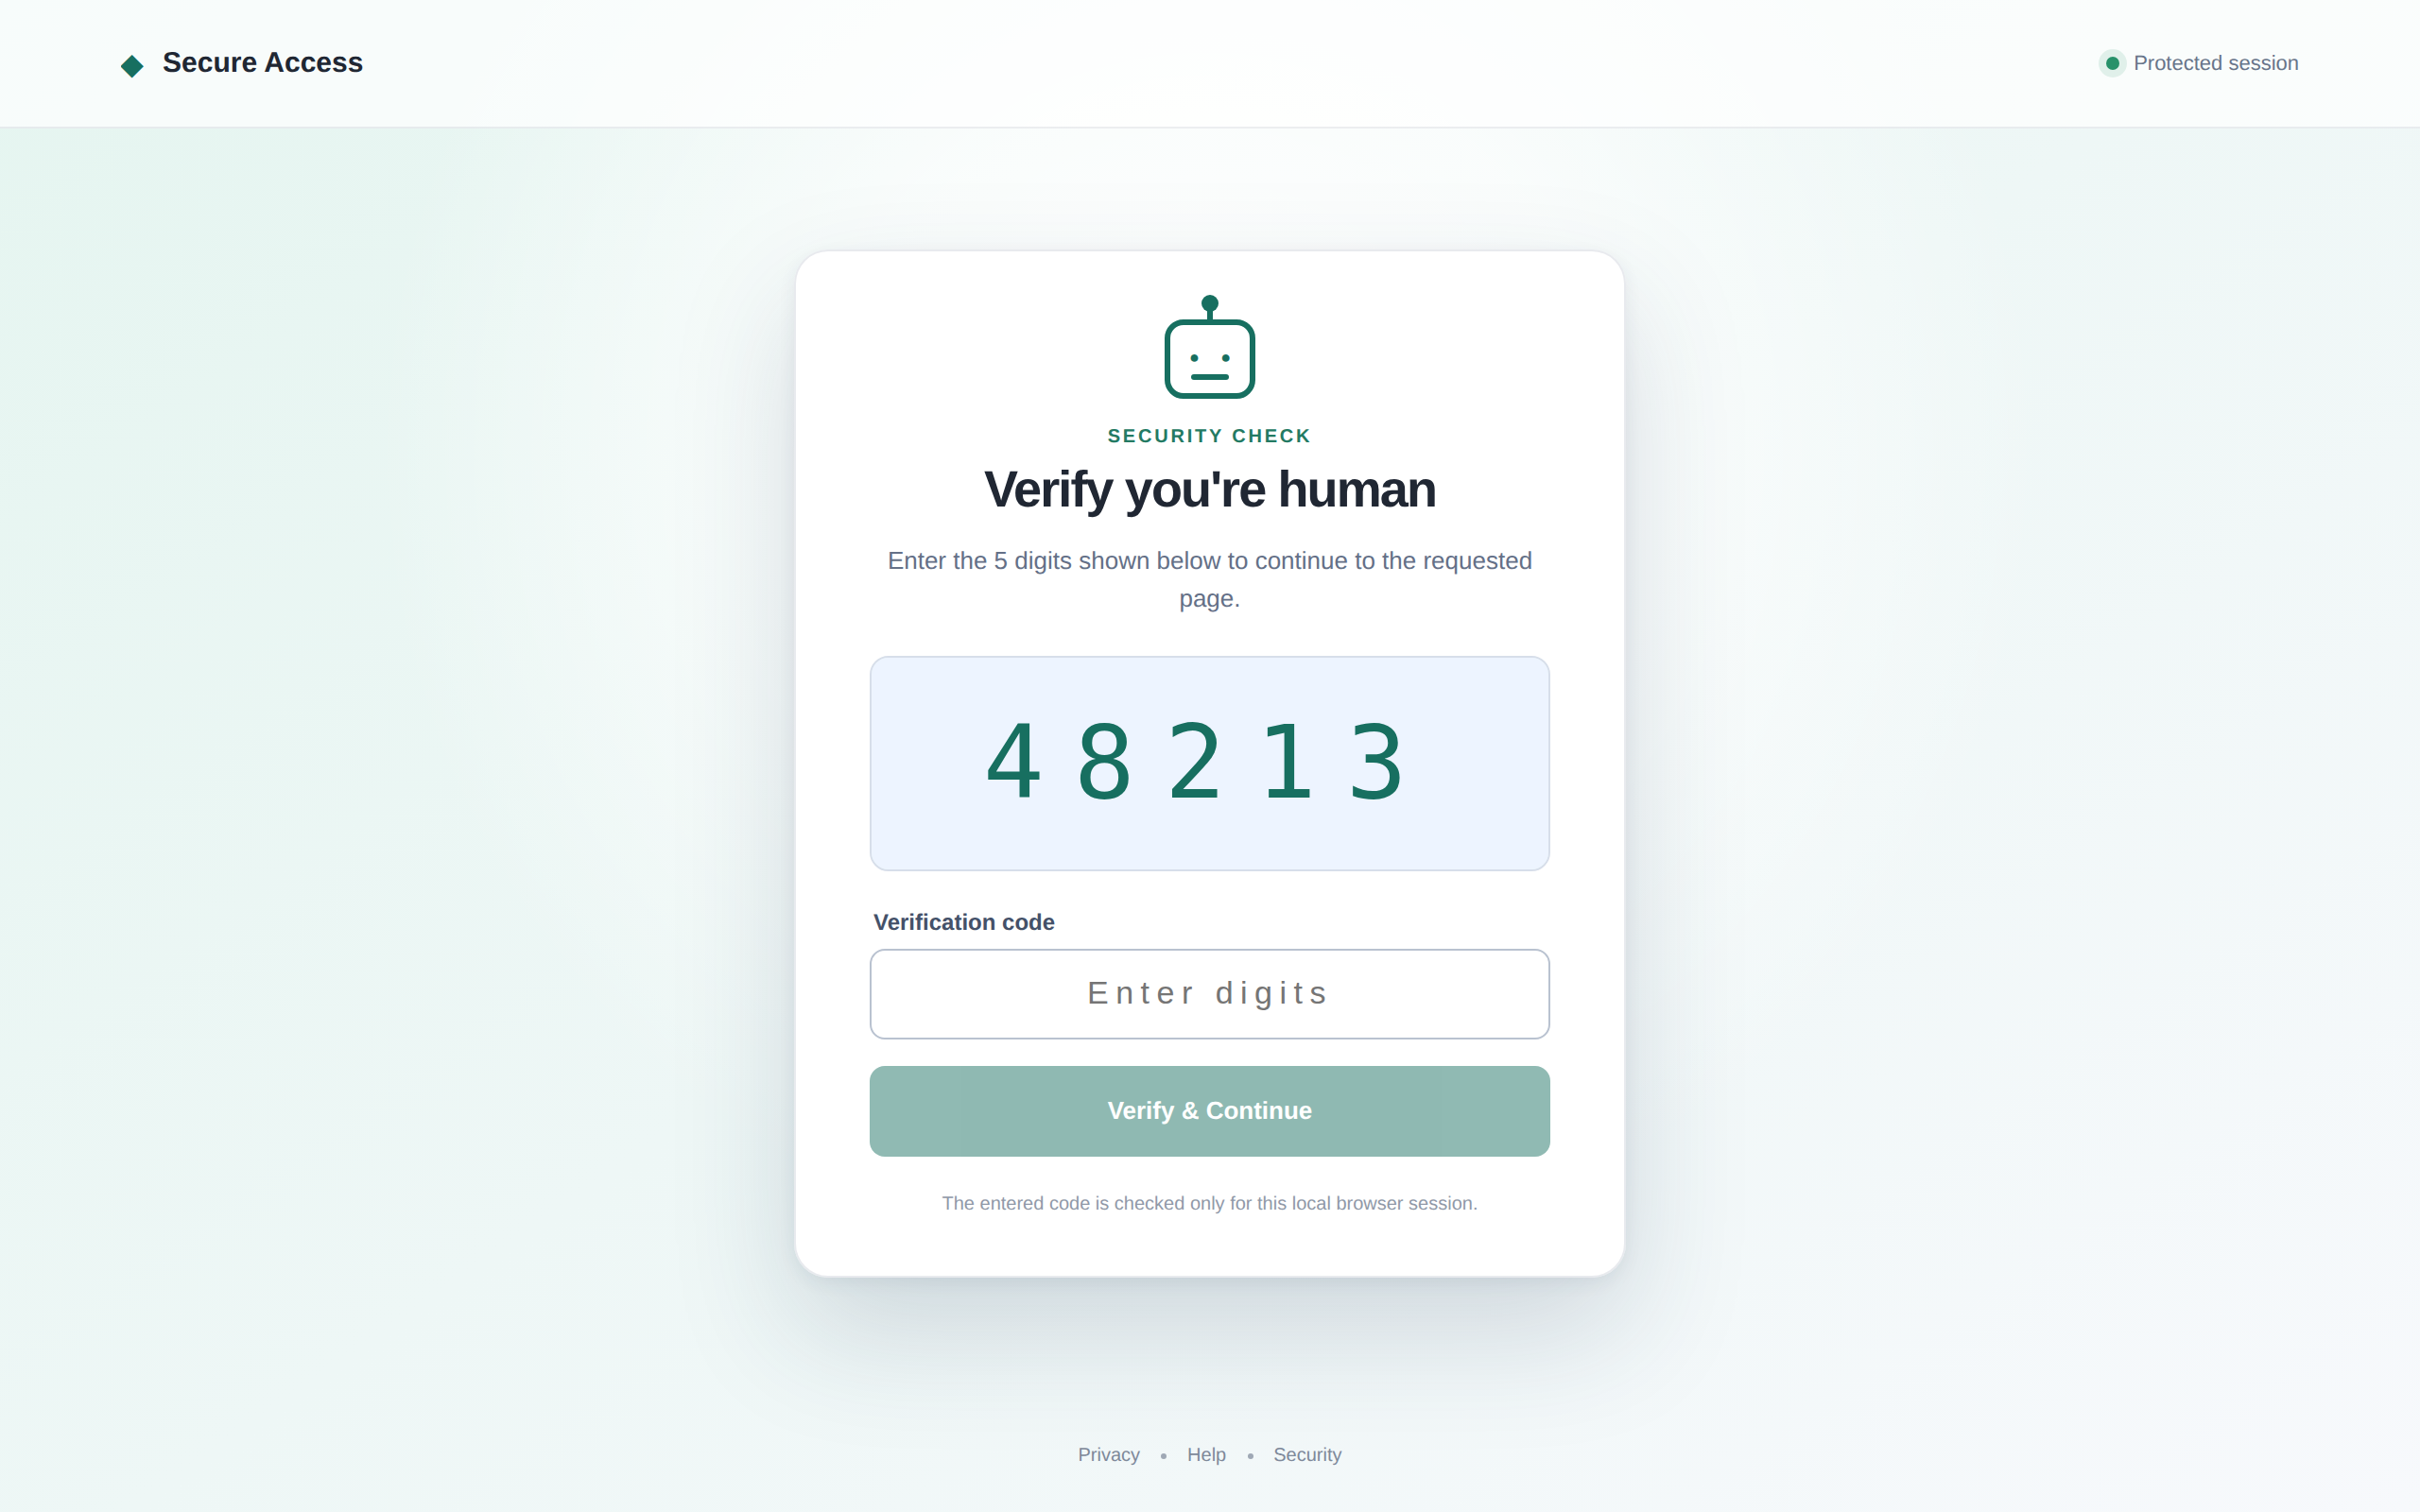 Secure Access
Protected session
SECURITY CHECK
Verify you're human
Enter the 5 digits shown below to continue to the requested
page.
4 8 2 1 3
Verification code
Enter digits
Verify & Continue
The entered code is checked only for this local browser session.
Privacy • Help • Security